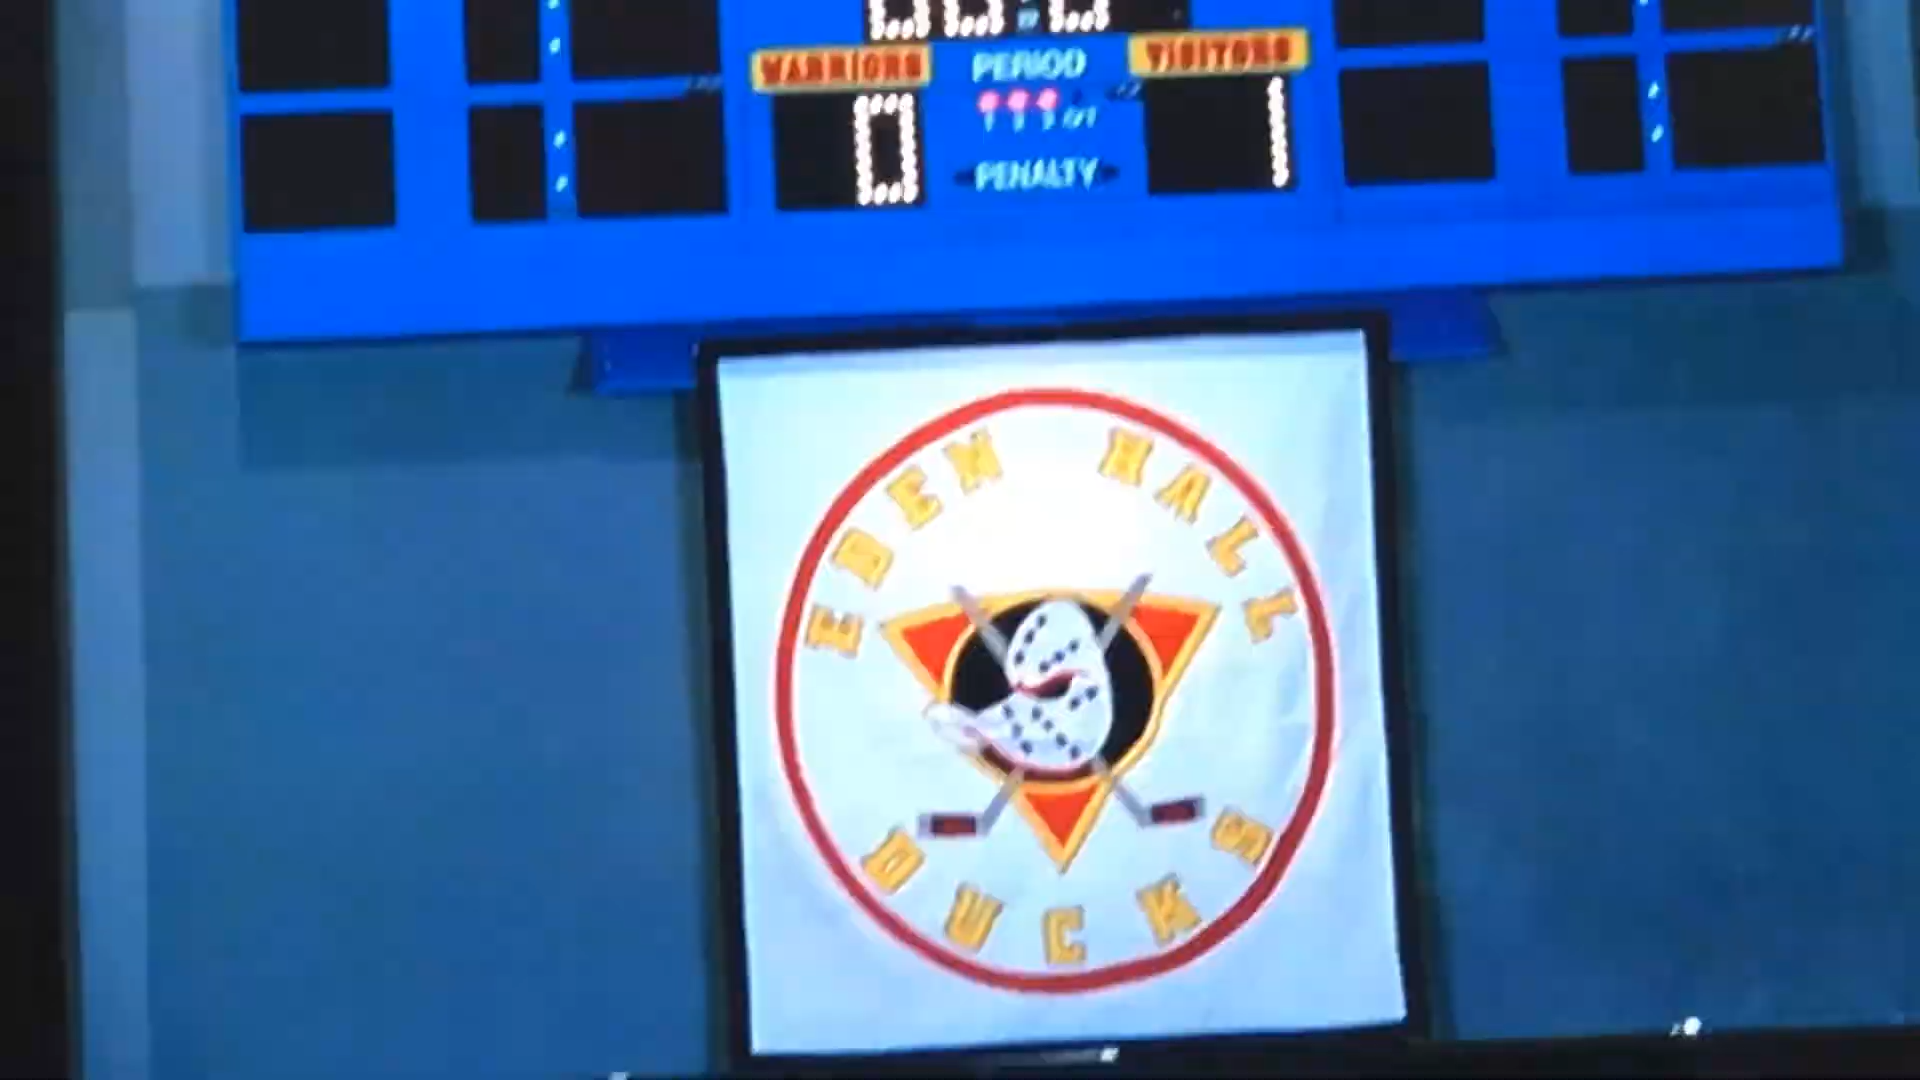 WARRIORS PERIOD VISITORS
0 1
PENALTY
EDEN HALL
DUCKS